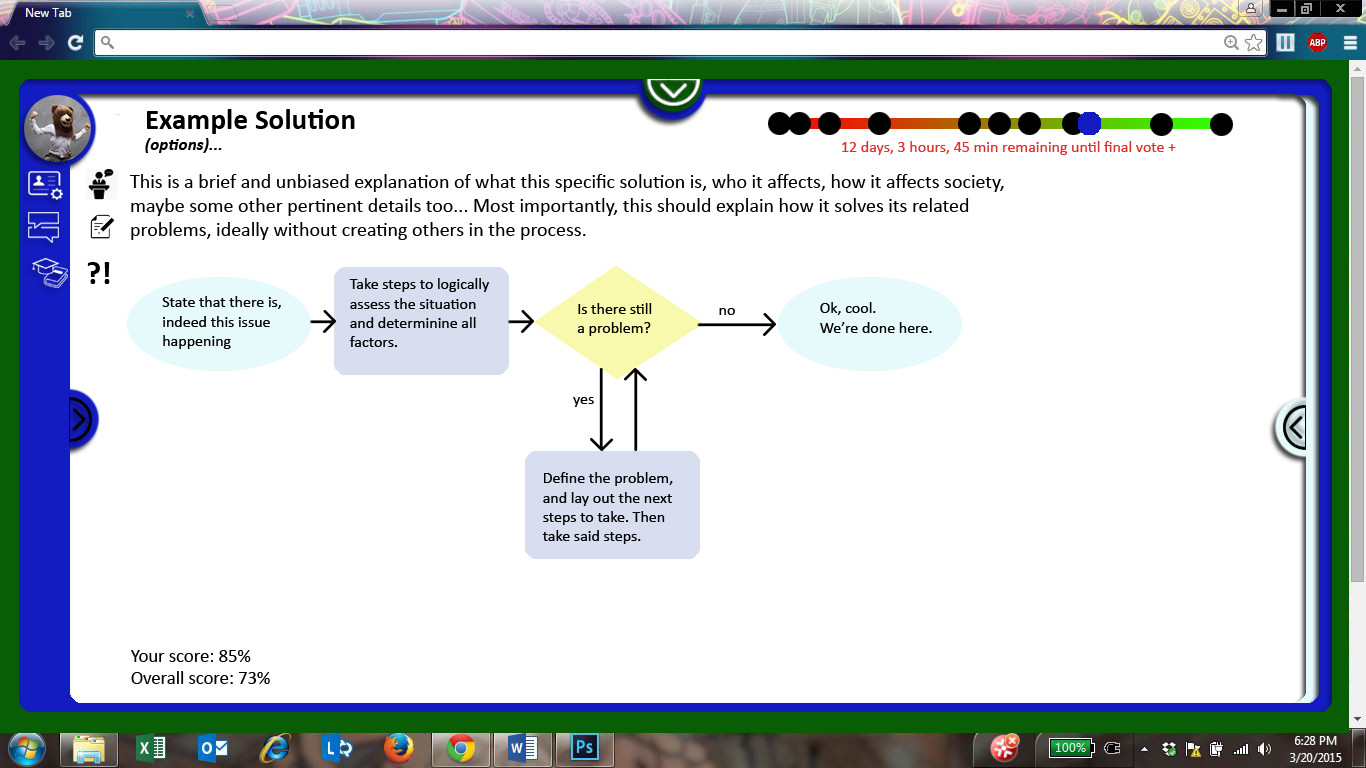 New Tab
ABP
Example Solution
(options)...
12 days, 3 hours, 45 min remaining until final vote +
This is a brief and unbiased explanation of what this specific solution is, who it affects, how it affects society,
maybe some other pertinent details too... Most importantly, this should explain how it solves its related
problems, ideally without creating others in the process.
?!
State that there is,
indeed this issue
happening
Take steps to logically
assess the situation
and determinine all
factors.
Is there still
a problem?
no
Ok, cool.
We're done here.
yes
Define the problem,
and lay out the next
steps to take. Then
take said steps.
Your score: 85%
Overall score: 73%
Ps
100%
6:28 PM
3/20/2015